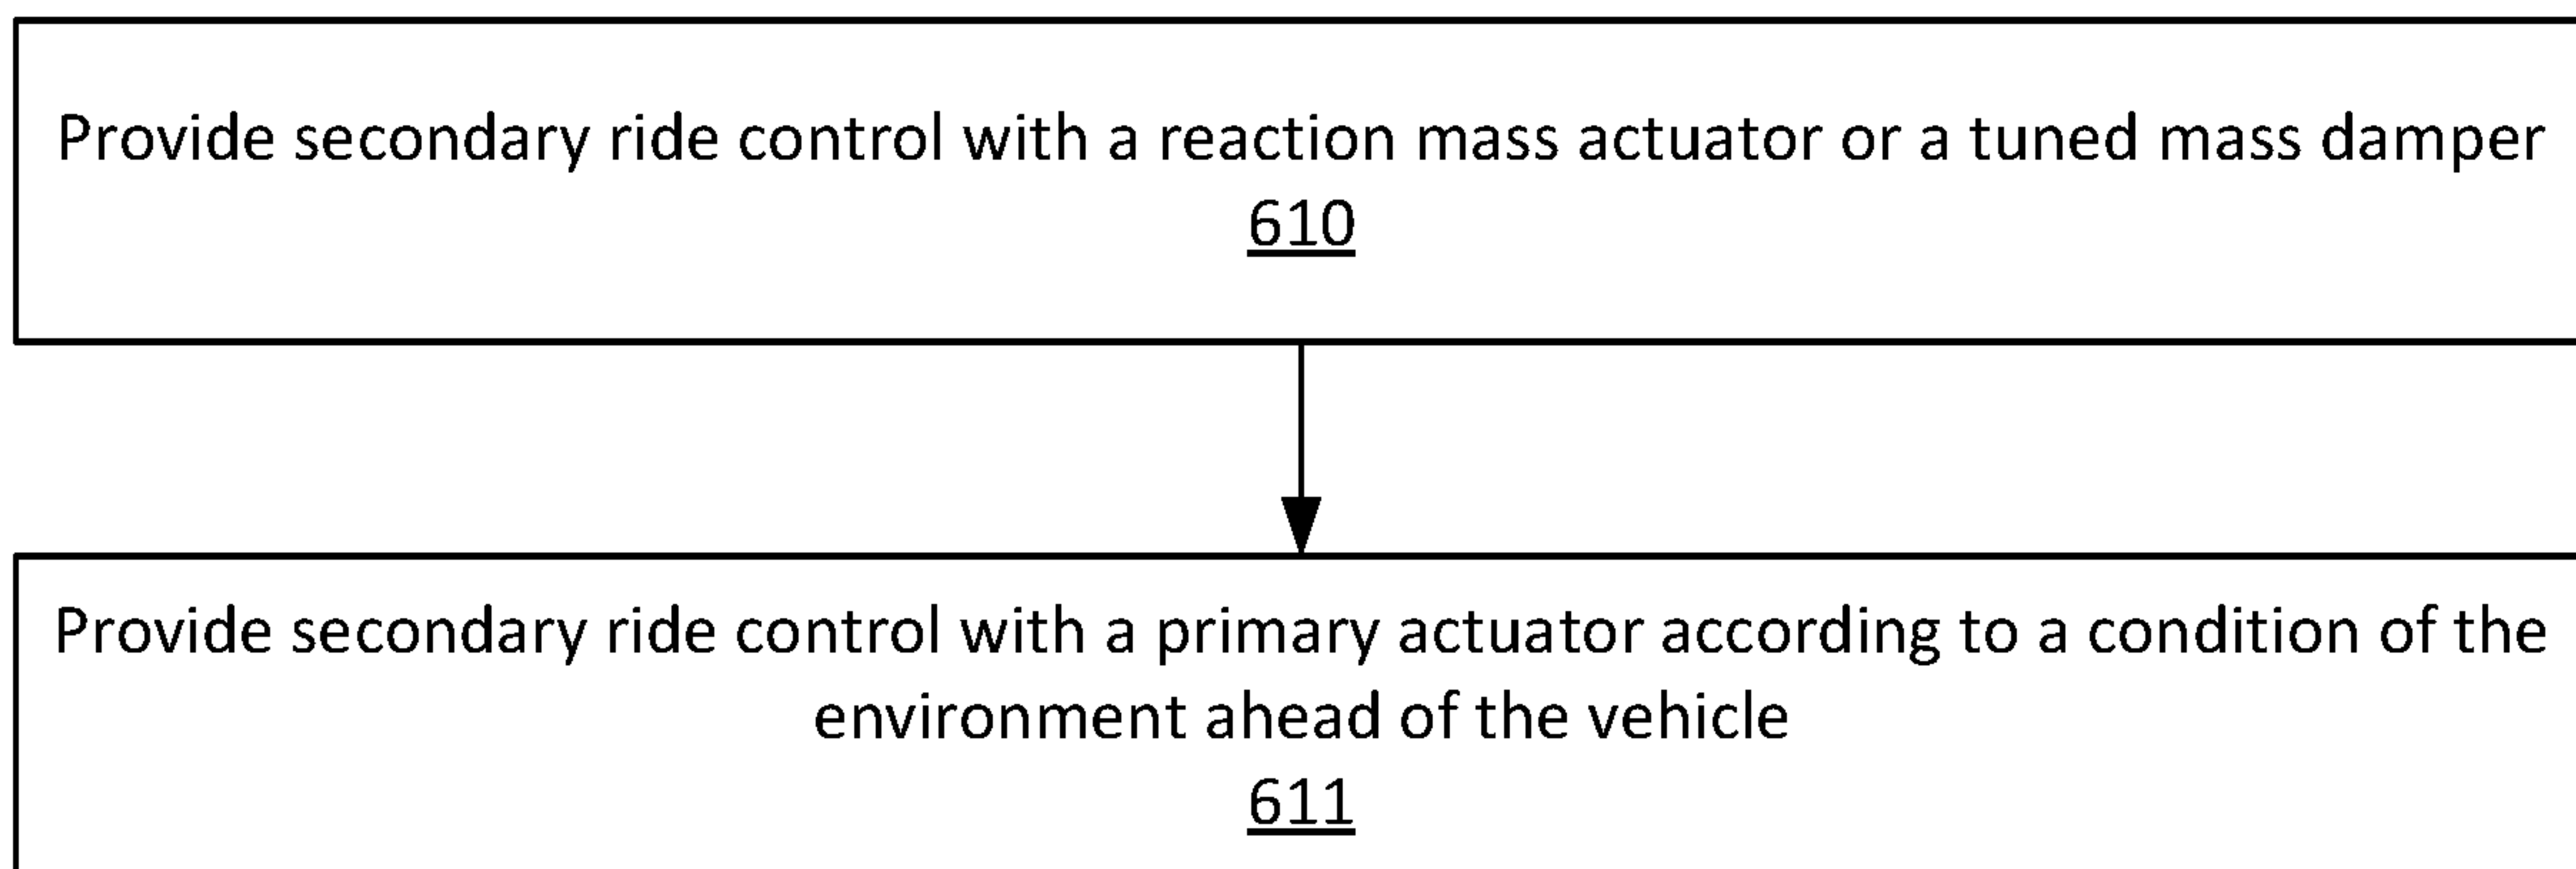 Provide secondary ride control with a reaction mass actuator or a tuned mass damper
610
Provide secondary ride control with a primary actuator according to a condition of the
environment ahead of the vehicle
611